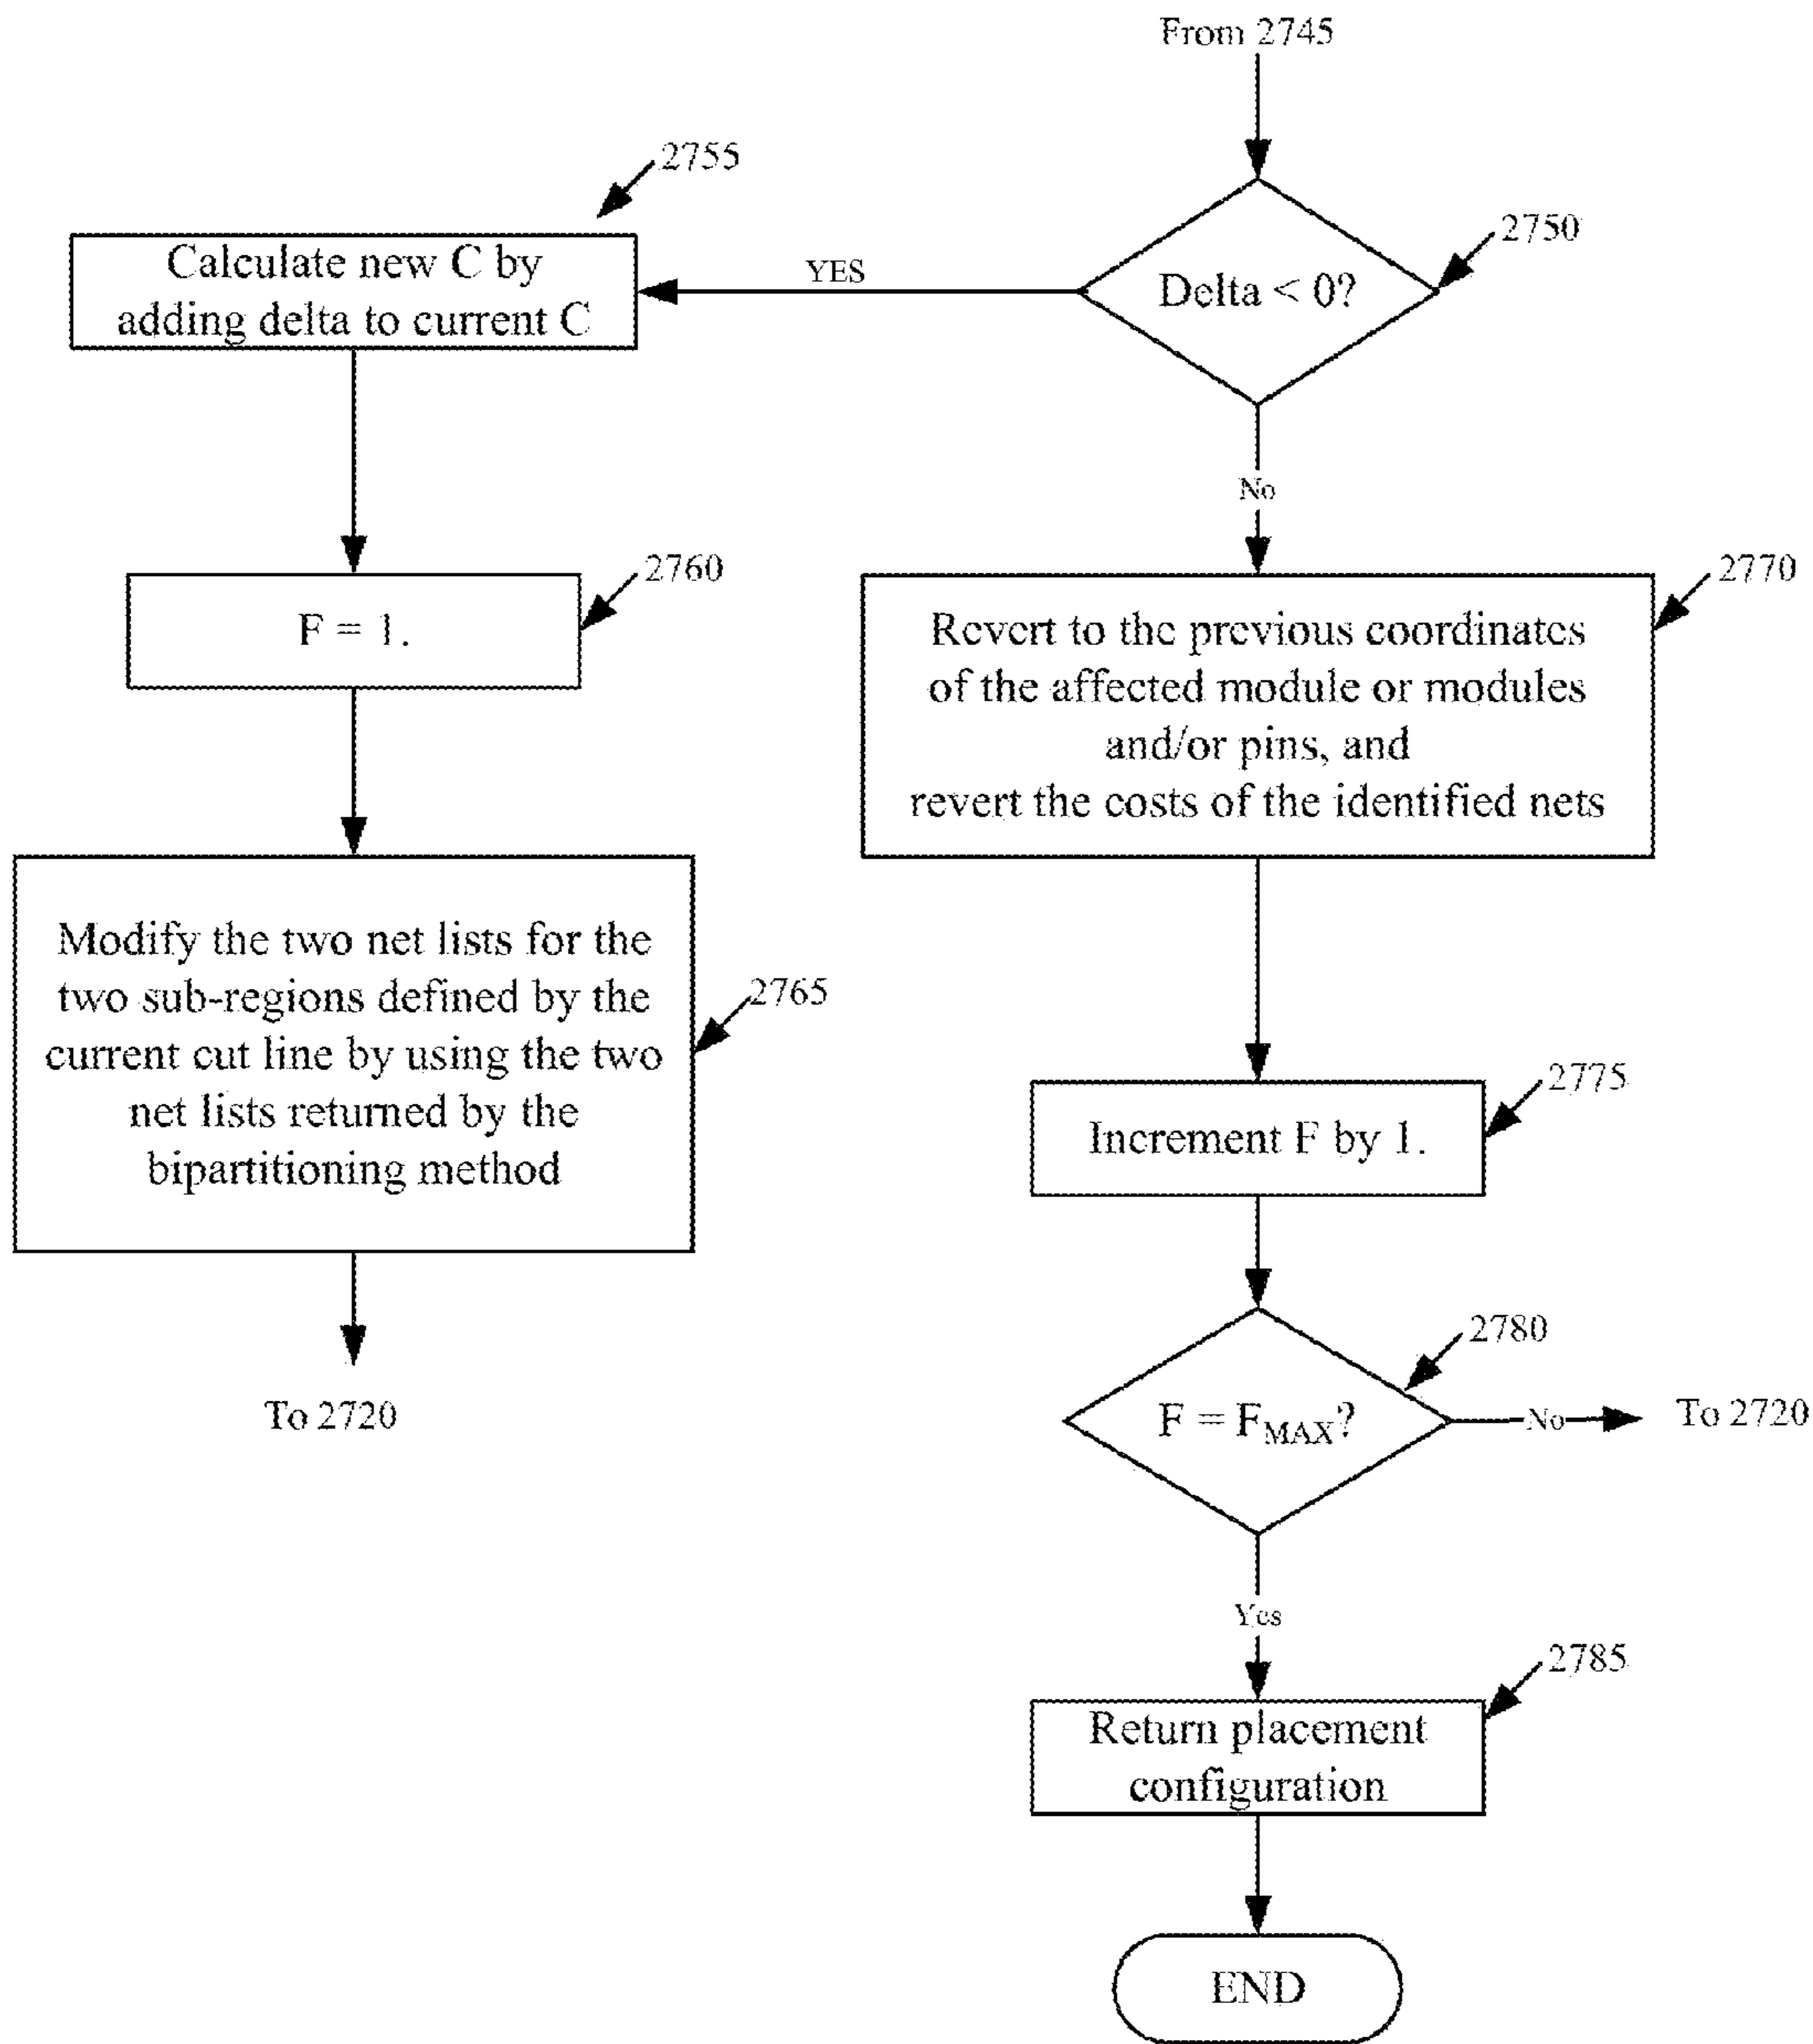 From 2745
2755
Calculate new C by
adding delta to current C
YES
Delta < 0?
2750
No
2760
F = 1.
2770
Revert to the previous coordinates
of the affected module or modules
and/or pins, and
revert the costs of the identified nets
Modify the two net lists for the
two sub-regions defined by the
current cut line by using the two
net lists returned by the
bipartitioning method
2765
2775
Increment F by 1.
To 2720
2780
F = FMAX?
No
To 2720
Yes
2785
Return placement
configuration
END